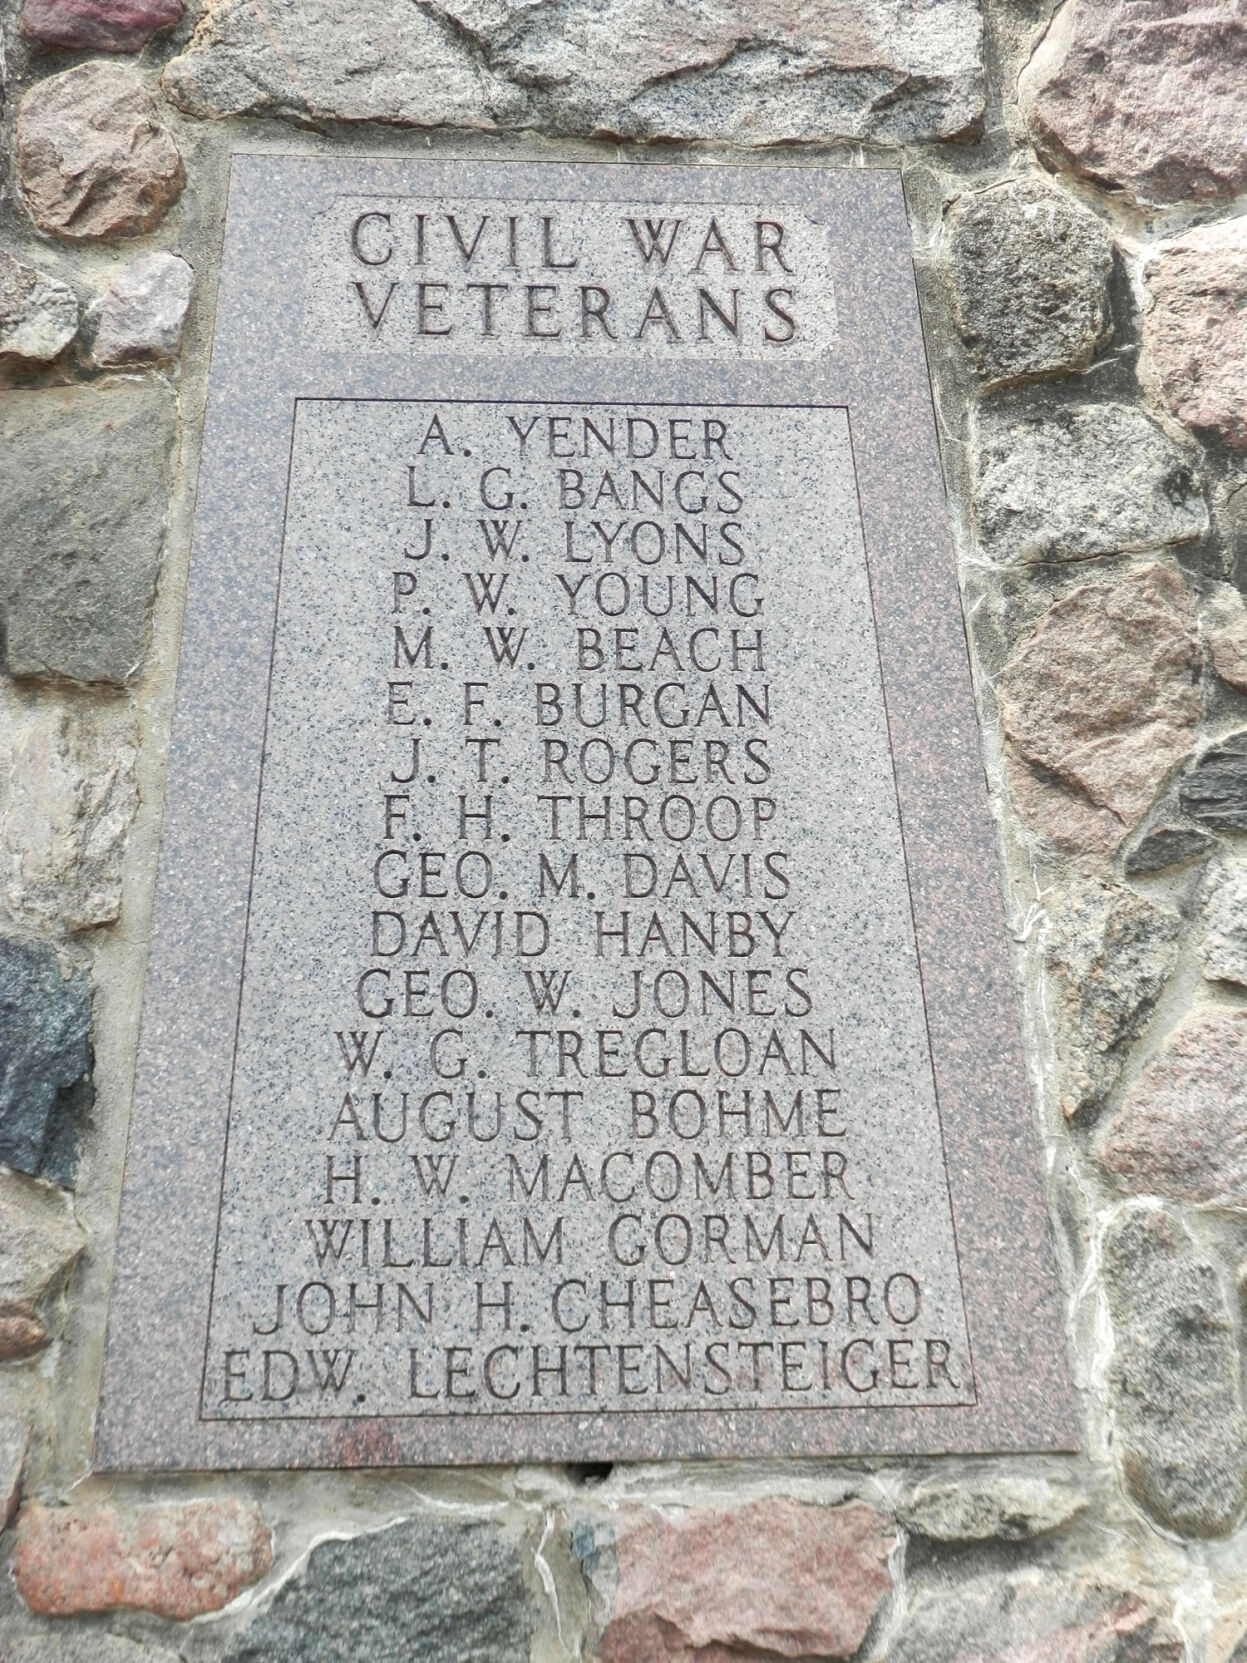 CIVIL WAR
VETERANS
A. YENDER
L. G. BANGS
J. W. LYONS
P. W. YOUNG
M. W. BEACH
E. F. BURGAN
J. T. ROGERS
F. H. THROOP
GEO. M. DAVIS
DAVID HANBY
GEO. W. JONES
W. G. TREGLOAN
AUGUST BOHME
H. W. MACOMBER
WILLIAM GORMAN
JOHN H. CHEASEBRO
EDW. LECHTENSTEIGER